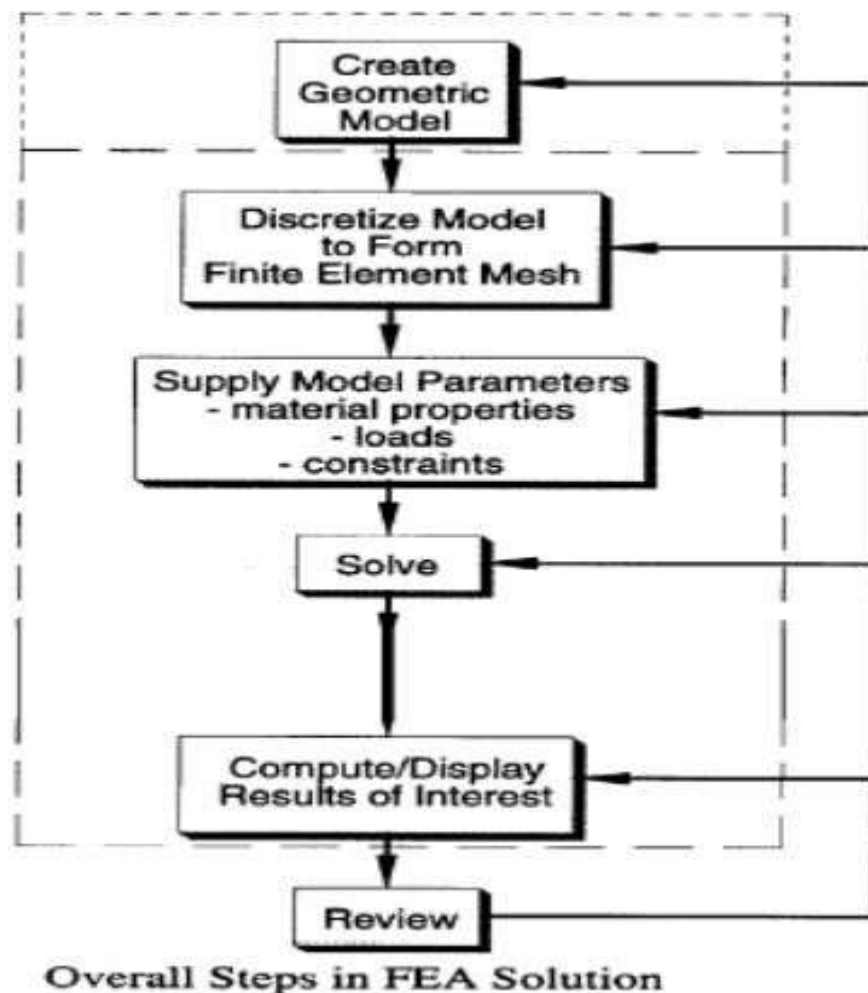 Create
Geometric
Model
Discretize Model
to Form
Finite Element Mesh
Supply Model Parameters
- material properties
- loads
- constraints
Solve
Compute/Display
Results of Interest
Review
Overall Steps in FEA Solution